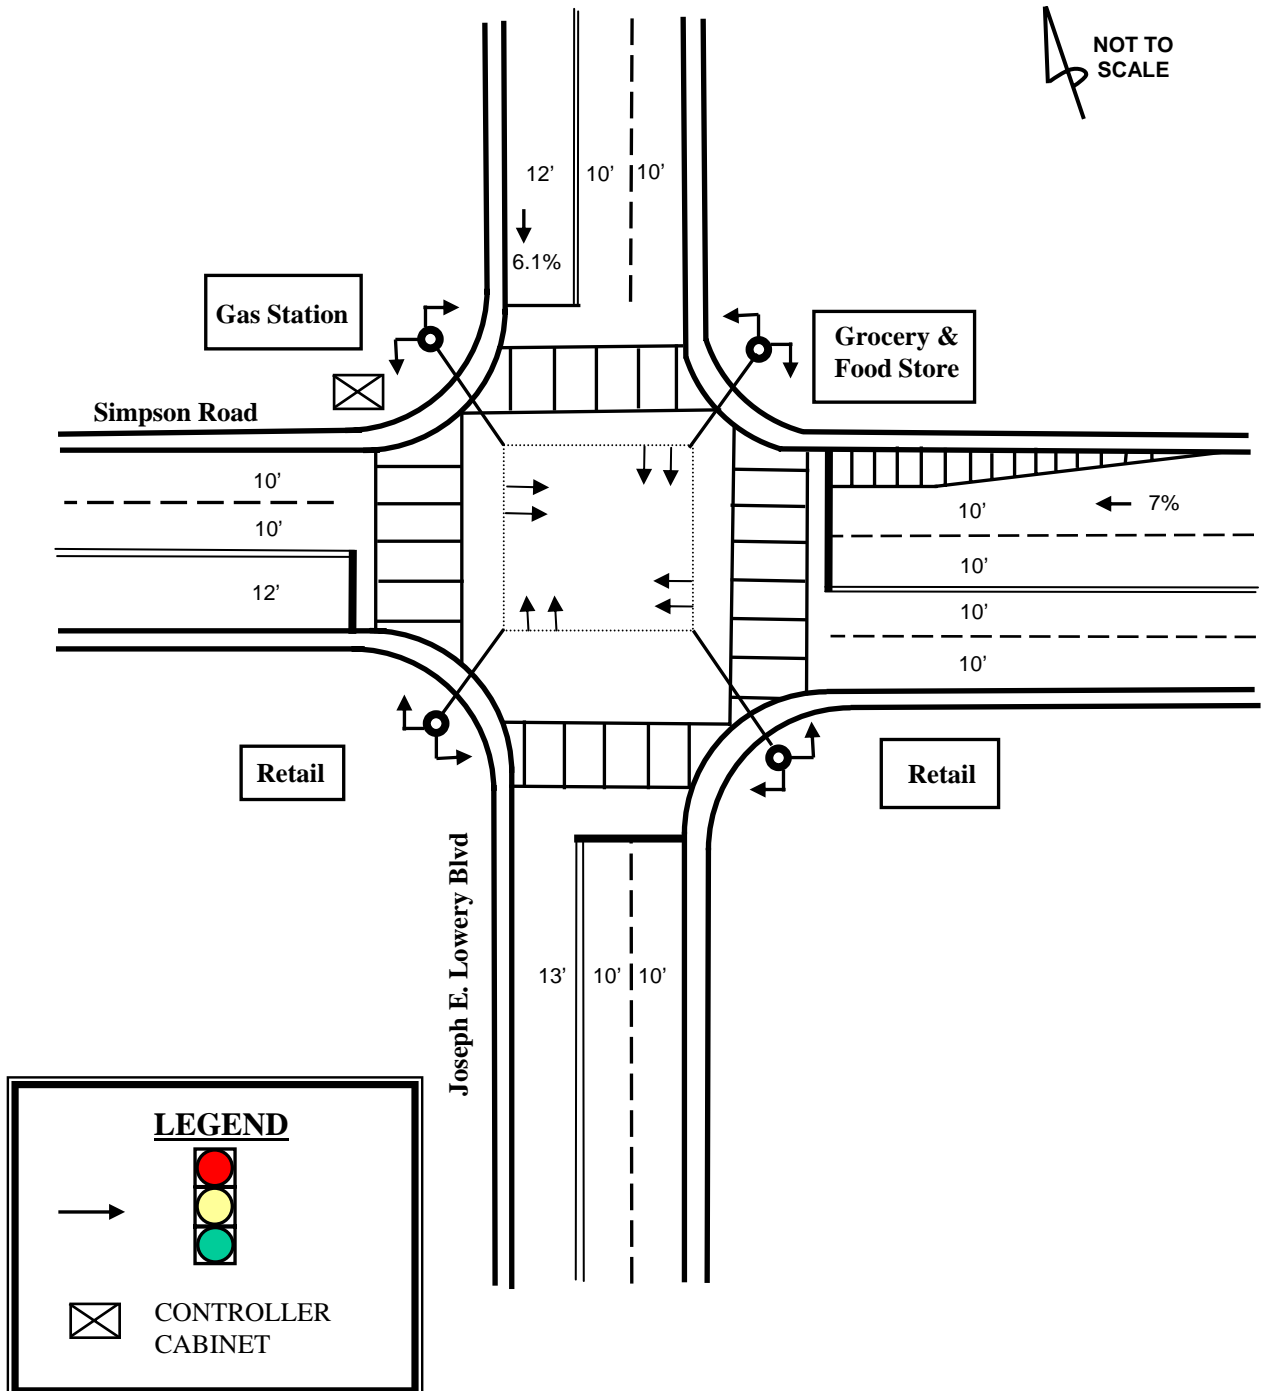 NOT TO
SCALE
12’
10’
10’
6.1%
Gas Station
Grocery &
Food Store
Simpson Road
10’
10’
12’
10’
7%
10’
10’
10’
Retail
Retail
Joseph E. Lowery Blvd
13’
10’
10’
LEGEND
CONTROLLER
CABINET